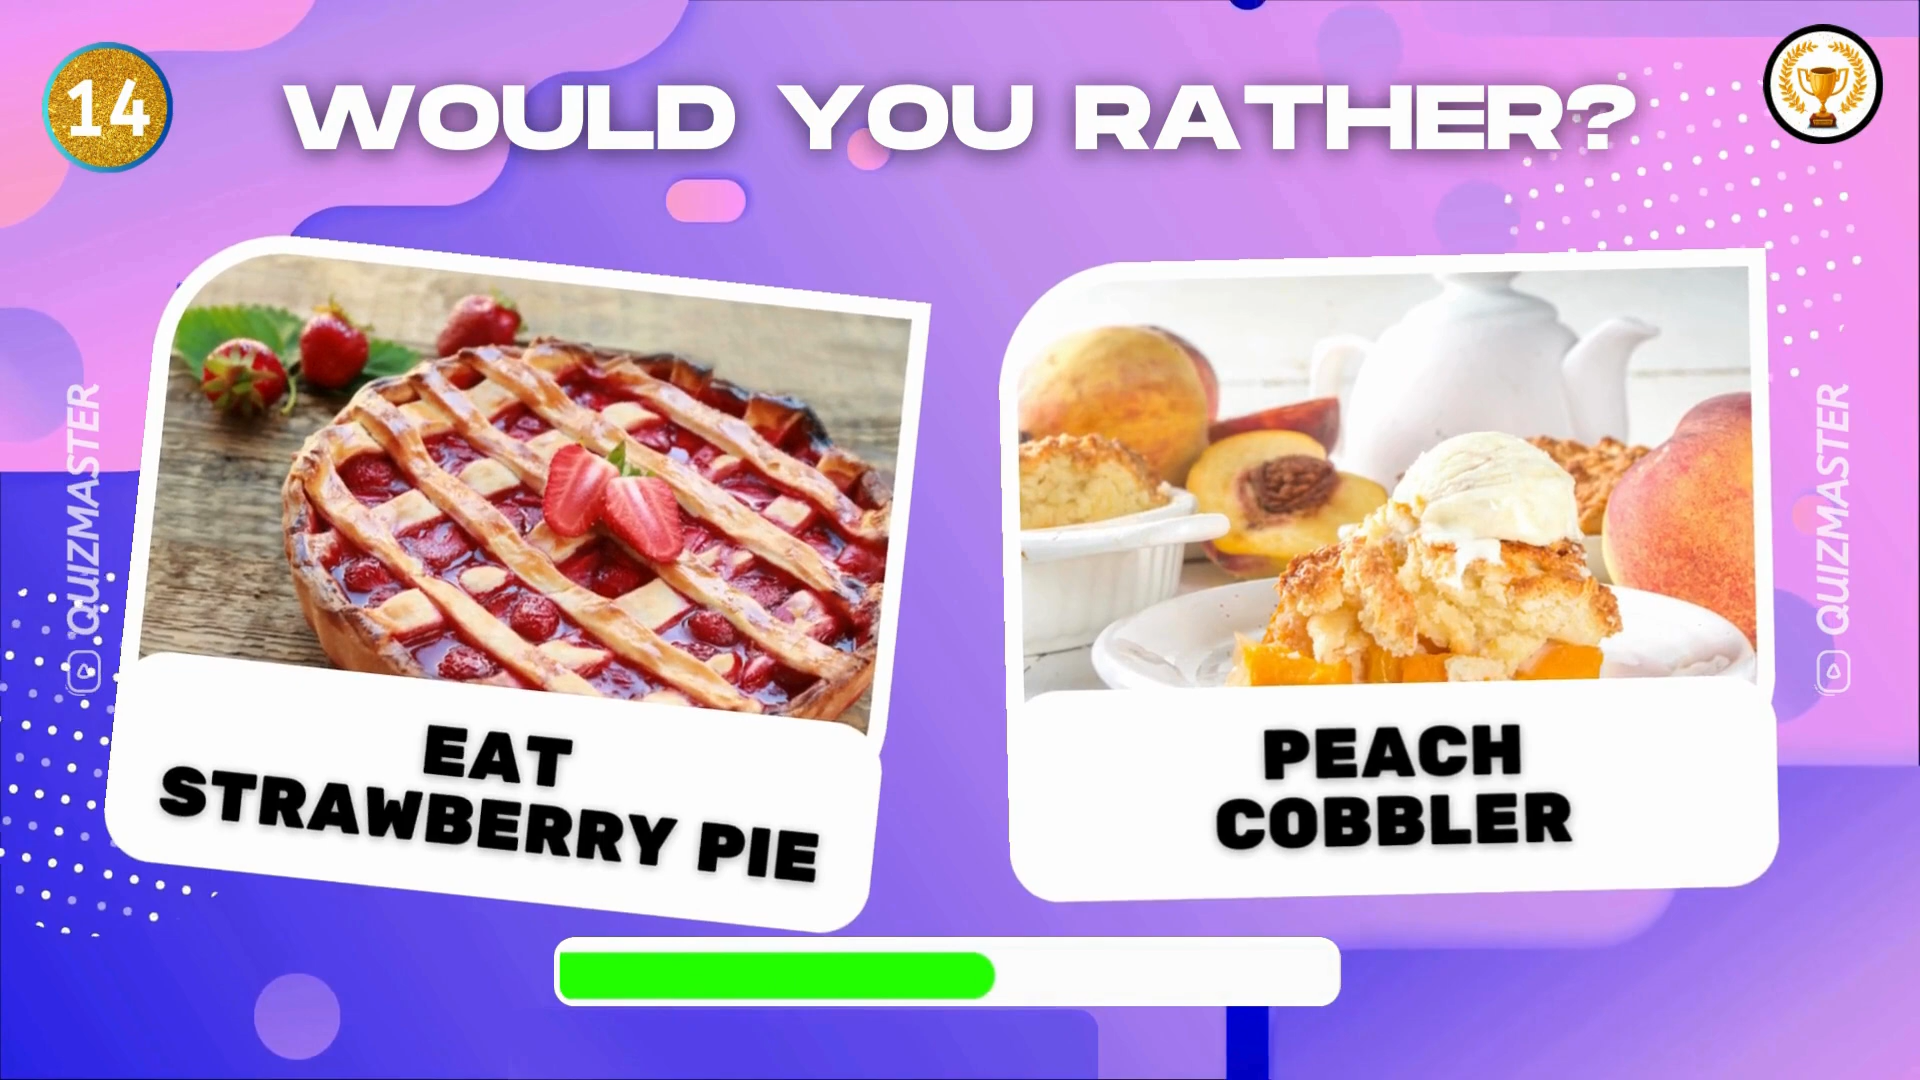 14
WOULD YOU RATHER?
QUIZMASTER
QUIZMASTER
EAT
STRAWBERRY PIE
PEACH
COBBLER